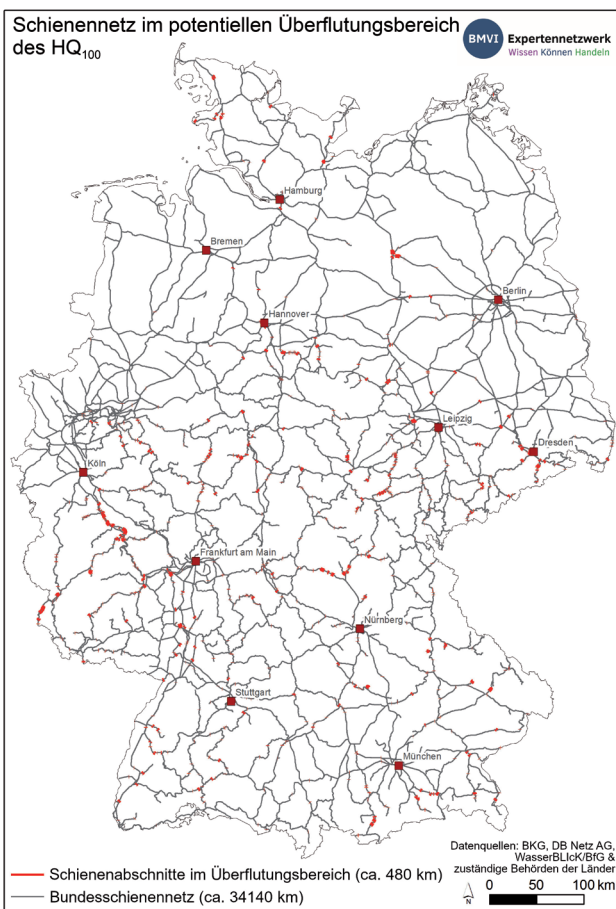 Schienennetz im potentiellen Überflutungsbereich
des HQ100
BMVI
Expertennetzwerk
Wissen Können Handeln
Hamburg
Bremen
Berlin
Hannover
Leipzig
Dresden
Köln
Frankfurt am Main
Nürnberg
Stuttgart
München
Datenquellen: BKG, DB Netz AG,
WasserBLIcK/BfG &
zuständige Behörden der Länder
Schienenabschnitte im Überflutungsbereich (ca. 480 km)
Bundesschienennetz (ca. 34140 km)
N
0 50 100 km